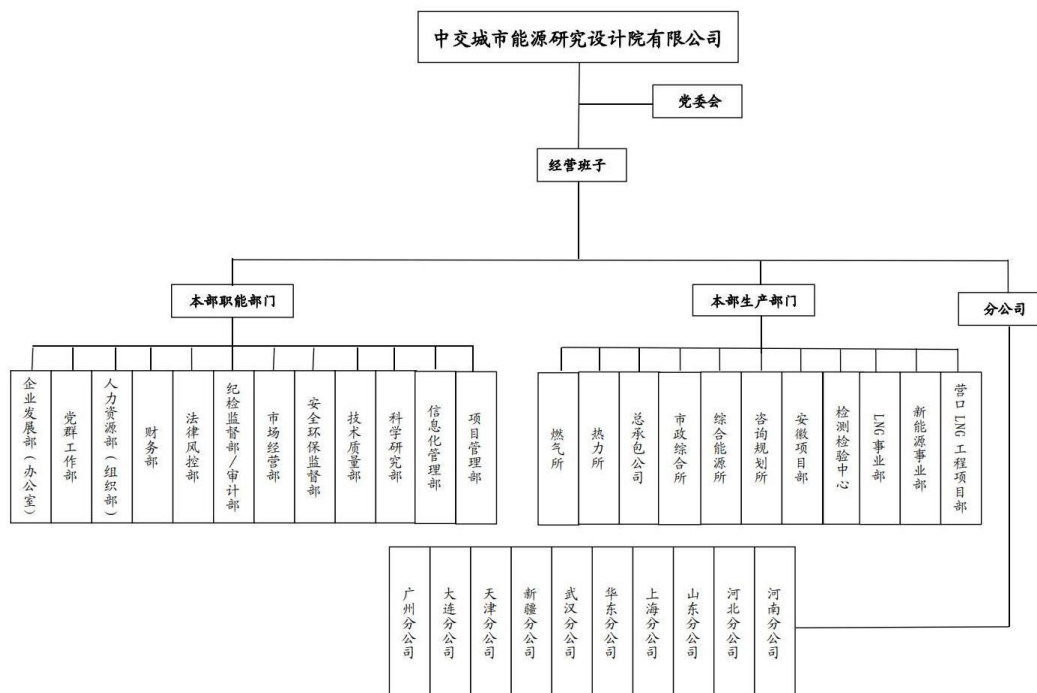 中交城市能源研究设计院有限公司
党委会
经营班子
本部职能部门
本部生产部门
分公司
企业发展部（办公室）
党群工作部
人力资源部（组织部）
财务部
法律风控部
纪检监督部/审计部
市场经营部
安全环保监督部
技术质量部
科学研究部
信息化管理部
项目管理部
燃气所
热力所
总承包公司
市政综合所
综合能源所
咨询规划所
安徽项目部
检测检验中心
LNG事业部
新能源事业部
营口LNG工程项目部
广州分公司
大连分公司
天津分公司
新疆分公司
武汉分公司
华东分公司
上海分公司
山东分公司
河北分公司
河南分公司